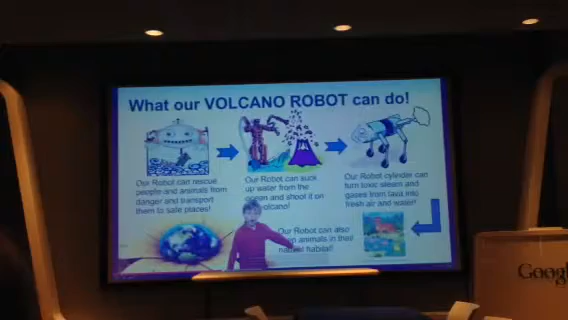 What our VOLCANO ROBOT can do!
Our Robot can rescue
people and animals from
danger and transport
them to safe places!
Our Robot can suck
up water from the
ocean and shoot it on
volcano!
Our Robot cylinder can
turn toxic steam and
gases from lava into
fresh air and water!
Our Robot can also
animals in their
natural habitat!
Google